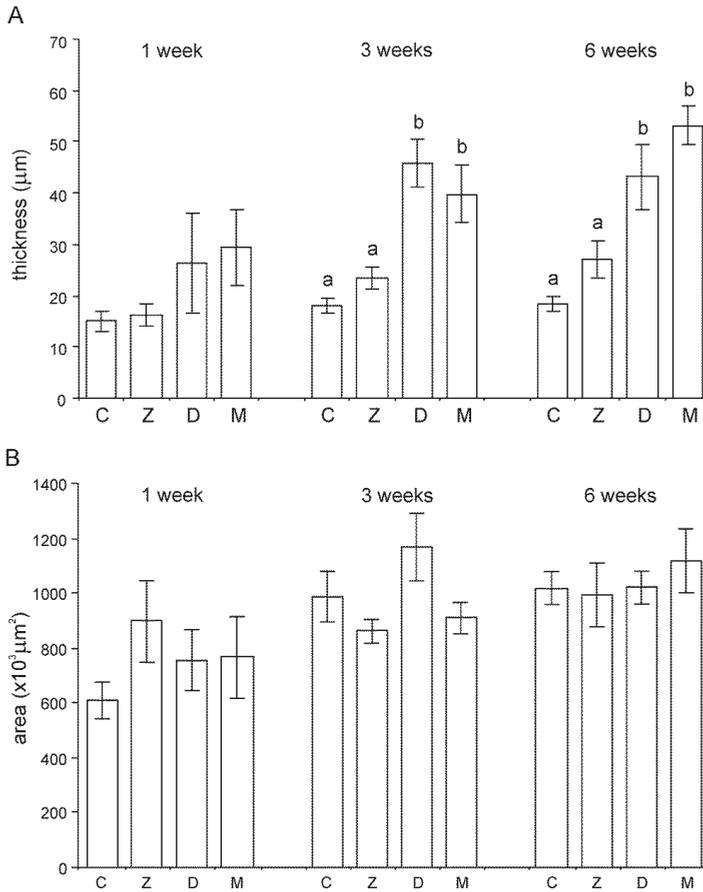 A
70
1 week 3 weeks 6 weeks
60
b
b b
50
b
40
thickness (μm)
a
30
a
a a
20
10
0
C Z D M C Z D M C Z D M
B
1400
1 week 3 weeks 6 weeks
1200
1000
800
area (x10³μm²)
600
400
200
0
C Z D M C Z D M C Z D M